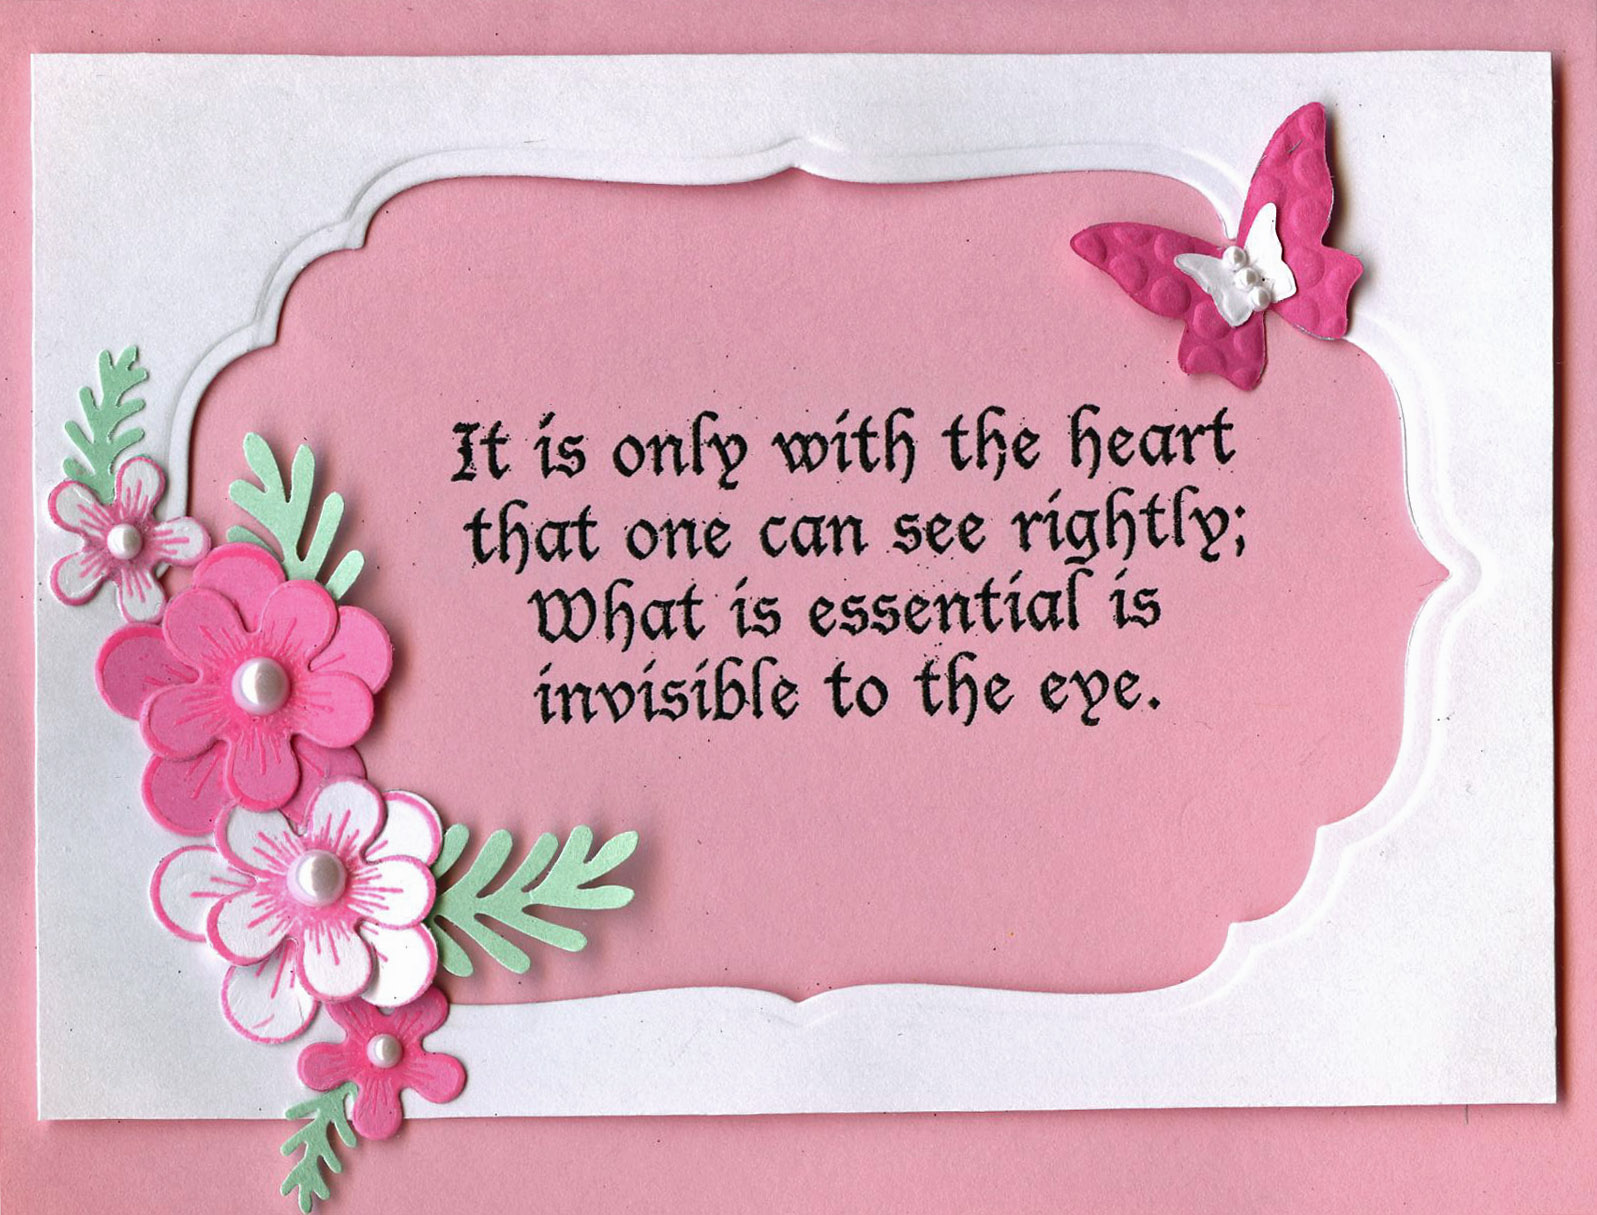 It is only with the heart
that one can see rightly;
What is essential is
invisible to the eye.